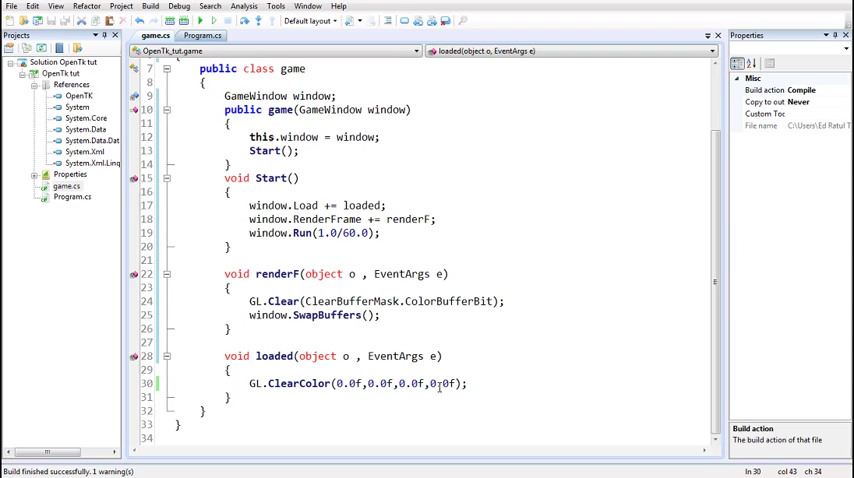 File Edit View Refactor Project Build Debug Search Analysis Tools Window Help
Default layout
Projects
game.cs Program.cs
Properties
Solution OpenTk tut
OpenTk tut
References
OpenTK
System
System.Core
System.Data
System.Data.Dat
System.Xml
System.Xml.Linq
Properties
game.cs
Program.cs
OpenTk_tut.game
loaded(object o, EventArgs e)
7 public class game
8 {
9 GameWindow window;
10 public game(GameWindow window)
11 {
12 this.window = window;
13 Start();
14 }
15 void Start()
16 {
17 window.Load += loaded;
18 window.RenderFrame += renderF;
19 window.Run(1.0/60.0);
20 }
21
22 void renderF(object o , EventArgs e)
23 {
24 GL.Clear(ClearBufferMask.ColorBufferBit);
25 window.SwapBuffers();
26 }
27
28 void loaded(object o , EventArgs e)
29 {
30 GL.ClearColor(0.0f,0.0f,0.0f,0.0f);
31 }
32 }
33 }
34
Misc
Build action Compile
Copy to out Never
Custom Toc
File name C:\Users\Ed Ratul T
Build action
The build action of that file
Build finished successfully. 1 warning(s)
ln 30 col 43 ch 34